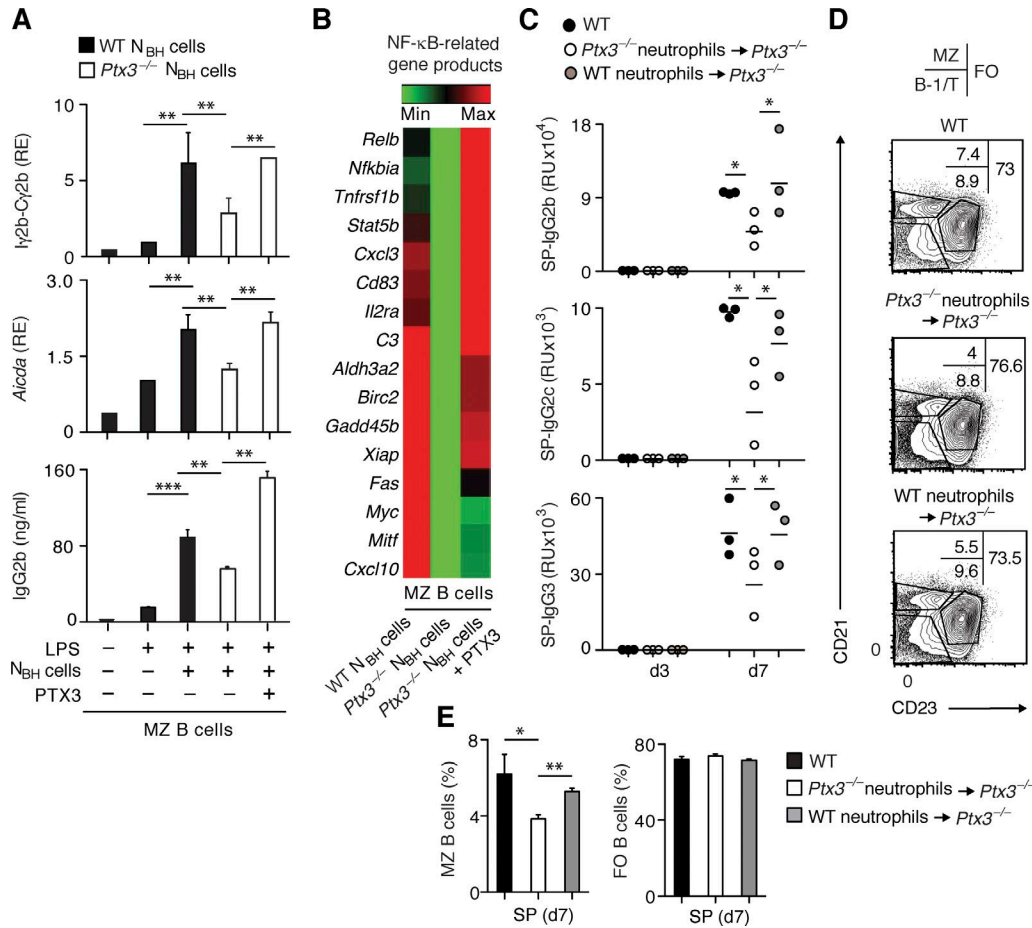 A
WT N BH cells
Ptx3–/– N BH cells
Iγ2b-Cγ2b (RE)
10
5
0
**
**
**
Aicda (RE)
3.0
1.5
0
**
**
**
IgG2b (ng/ml)
160
80
0
***
**
**
LPS – + + + +
N BH cells – – + + +
PTX3 – – – – +
MZ B cells
B
NF-κB-related
gene products
Min Max
Relb
Nfkbia
Tnfrsf1b
Stat5b
Cxcl3
Cd83
Il2ra
C3
Aldh3a2
Birc2
Gadd45b
Xiap
Fas
Myc
Mitf
Cxcl10
MZ B cells
WT N BH cells
Ptx3–/– N BH cells
Ptx3–/– N BH cells
+ PTX3
C
WT
Ptx3–/– neutrophils → Ptx3–/–
WT neutrophils → Ptx3–/–
SP-IgG2b (RUx10⁴)
18
9
0
*
*
SP-IgG2c (RUx10³)
10
5
0
*
*
SP-IgG3 (RUx10³)
60
30
0
*
*
d3 d7
D
MZ
B-1/T
FO
WT
7.4
8.9
73
Ptx3–/– neutrophils
→ Ptx3–/–
4
8.8
76.6
WT neutrophils
→ Ptx3–/–
5.5
9.6
73.5
CD21
0
0
CD23
E
MZ B cells (%)
8
4
0
*
**
SP (d7)
FO B cells (%)
80
40
0
SP (d7)
WT
Ptx3–/– neutrophils → Ptx3–/–
WT neutrophils → Ptx3–/–